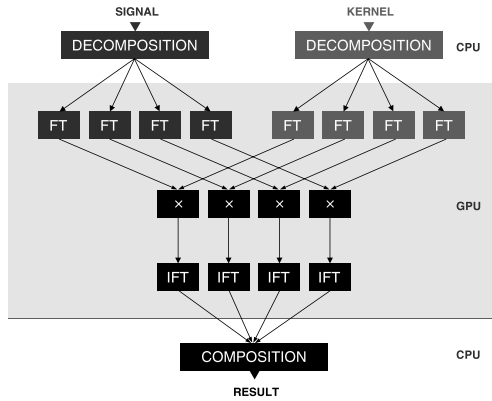 SIGNAL KERNEL
DECOMPOSITION DECOMPOSITION CPU
FT FT FT FT FT FT FT FT
× × × × GPU
IFT IFT IFT IFT
COMPOSITION CPU
RESULT